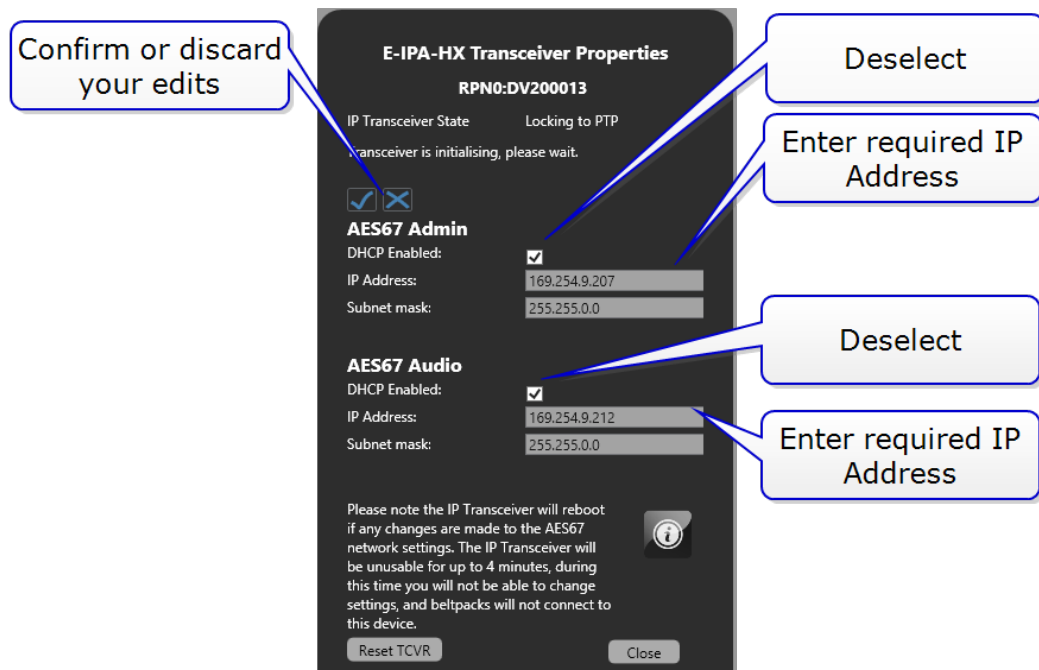 Confirm or discard
your edits
E-IPA-HX Transceiver Properties
RPN0:DV200013
IP Transceiver State Locking to PTP
Transceiver is initialising, please wait.
Deselect
Enter required IP
Address
AES67 Admin
DHCP Enabled:
IP Address: 169.254.9.207
Subnet mask: 255.255.0.0
Deselect
AES67 Audio
DHCP Enabled:
IP Address: 169.254.9.212
Subnet mask: 255.255.0.0
Enter required IP
Address
Please note the IP Transceiver will reboot
if any changes are made to the AES67
network settings. The IP Transceiver will
be unusable for up to 4 minutes, during
this time you will not be able to change
settings, and beltpacks will not connect to
this device.
Reset TCVR Close